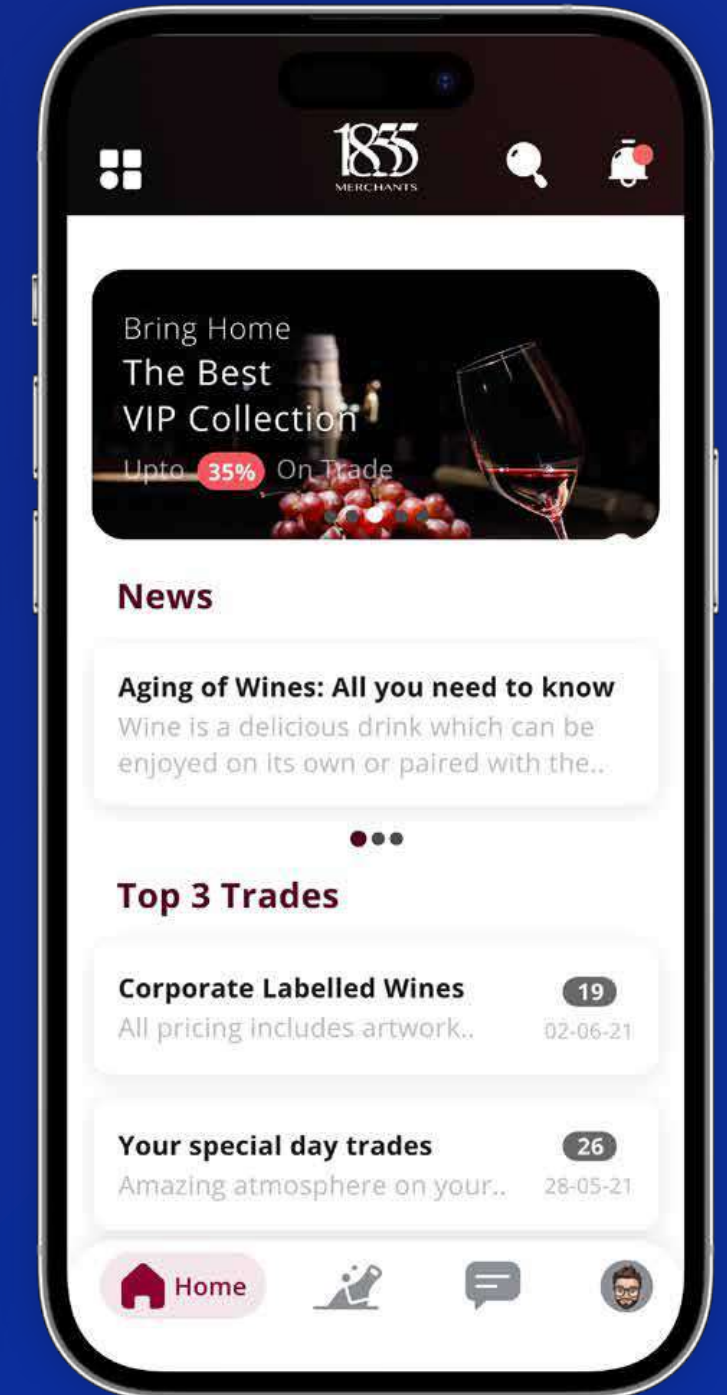 1855
MERCHANTS
Bring Home
The Best
VIP Collection
Upto 35% On Trade
News
Aging of Wines: All you need to know
Wine is a delicious drink which can be
enjoyed on its own or paired with the..
Top 3 Trades
Corporate Labelled Wines
19
All pricing includes artwork..
02-06-21
Your special day trades
26
Amazing atmosphere on your..
28-05-21
Home